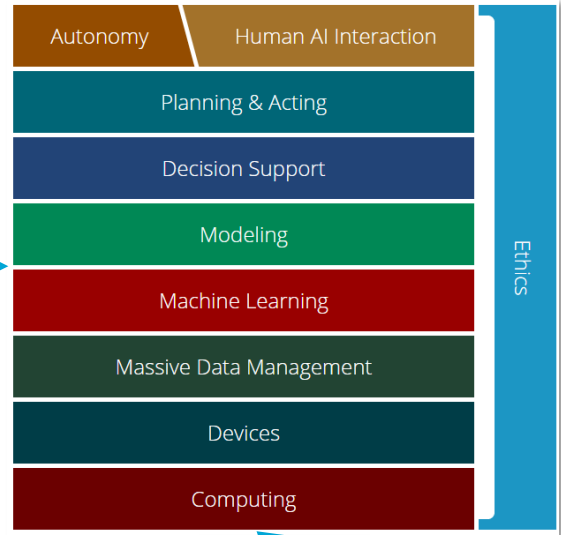 Autonomy
Human AI Interaction
Planning & Acting
Decision Support
Modeling
Machine Learning
Massive Data Management
Devices
Computing
Ethics